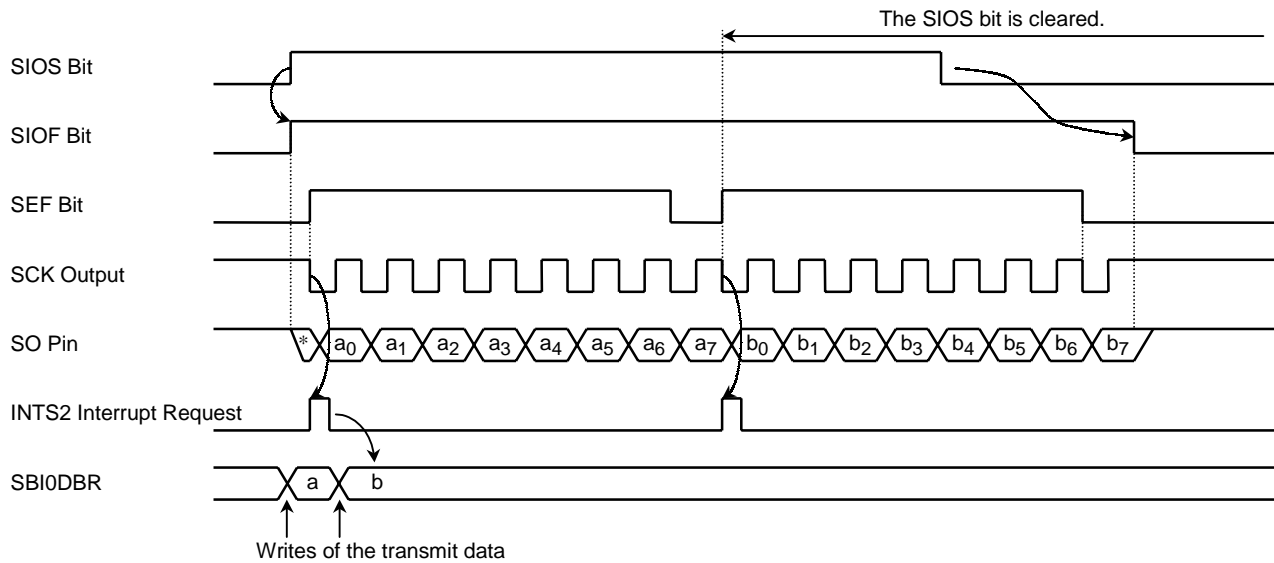 The SIOS bit is cleared.
SIOS Bit
SIOF Bit
SEF Bit
SCK Output
SO Pin
* a0 a1 a2 a3 a4 a5 a6 a7 b0 b1 b2 b3 b4 b5 b6 b7
INTS2 Interrupt Request
SBI0DBR
a b
Writes of the transmit data